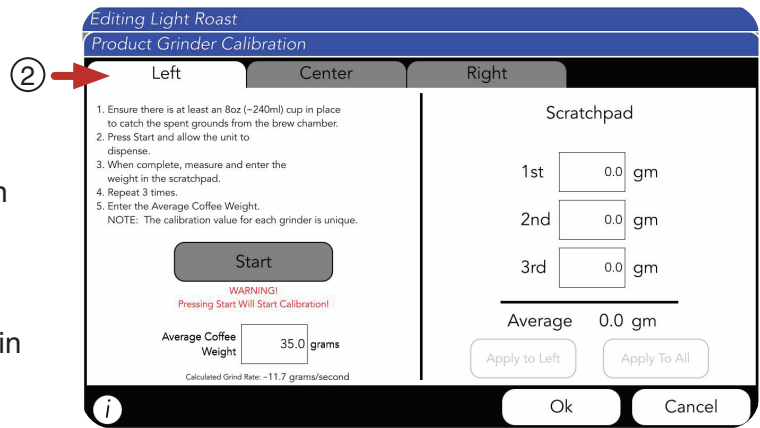 Editing Light Roast
Product Grinder Calibration
2
Left
Center
Right
1. Ensure there is at least an 8oz (~240ml) cup in place
to catch the spent grounds from the brew chamber.
2. Press Start and allow the unit to
dispense.
3. When complete, measure and enter the
weight in the scratchpad.
4. Repeat 3 times.
5. Enter the Average Coffee Weight.
NOTE: The calibration value for each grinder is unique.
Start
WARNING!
Pressing Start Will Start Calibration!
Average Coffee
Weight
35.0 grams
Calculated Grind Rate: ~11.7 grams/second
Scratchpad
1st 0.0 gm
2nd 0.0 gm
3rd 0.0 gm
Average 0.0 gm
Apply to Left
Apply To All
i
Ok
Cancel
in